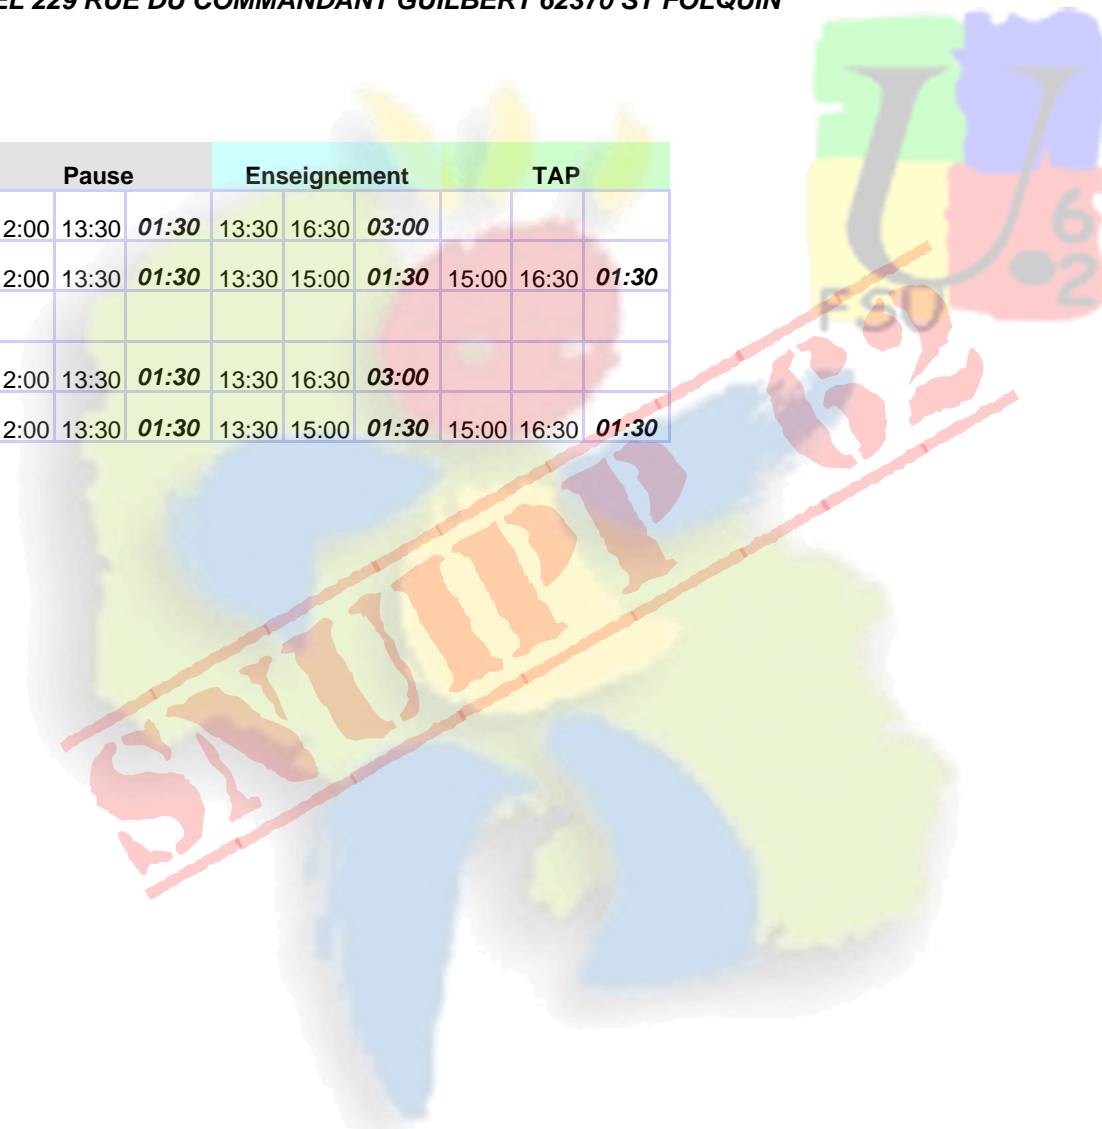 EL 229 RUE DU COMMANDANT GUILBERT 62370 ST FOLQUIN
U.62
FSU
Pause Enseignement TAP
2:00 13:30 01:30 13:30 16:30 03:00
2:00 13:30 01:30 13:30 15:00 01:30 15:00 16:30 01:30
2:00 13:30 01:30 13:30 16:30 03:00
2:00 13:30 01:30 13:30 15:00 01:30 15:00 16:30 01:30
SNUIPP 62